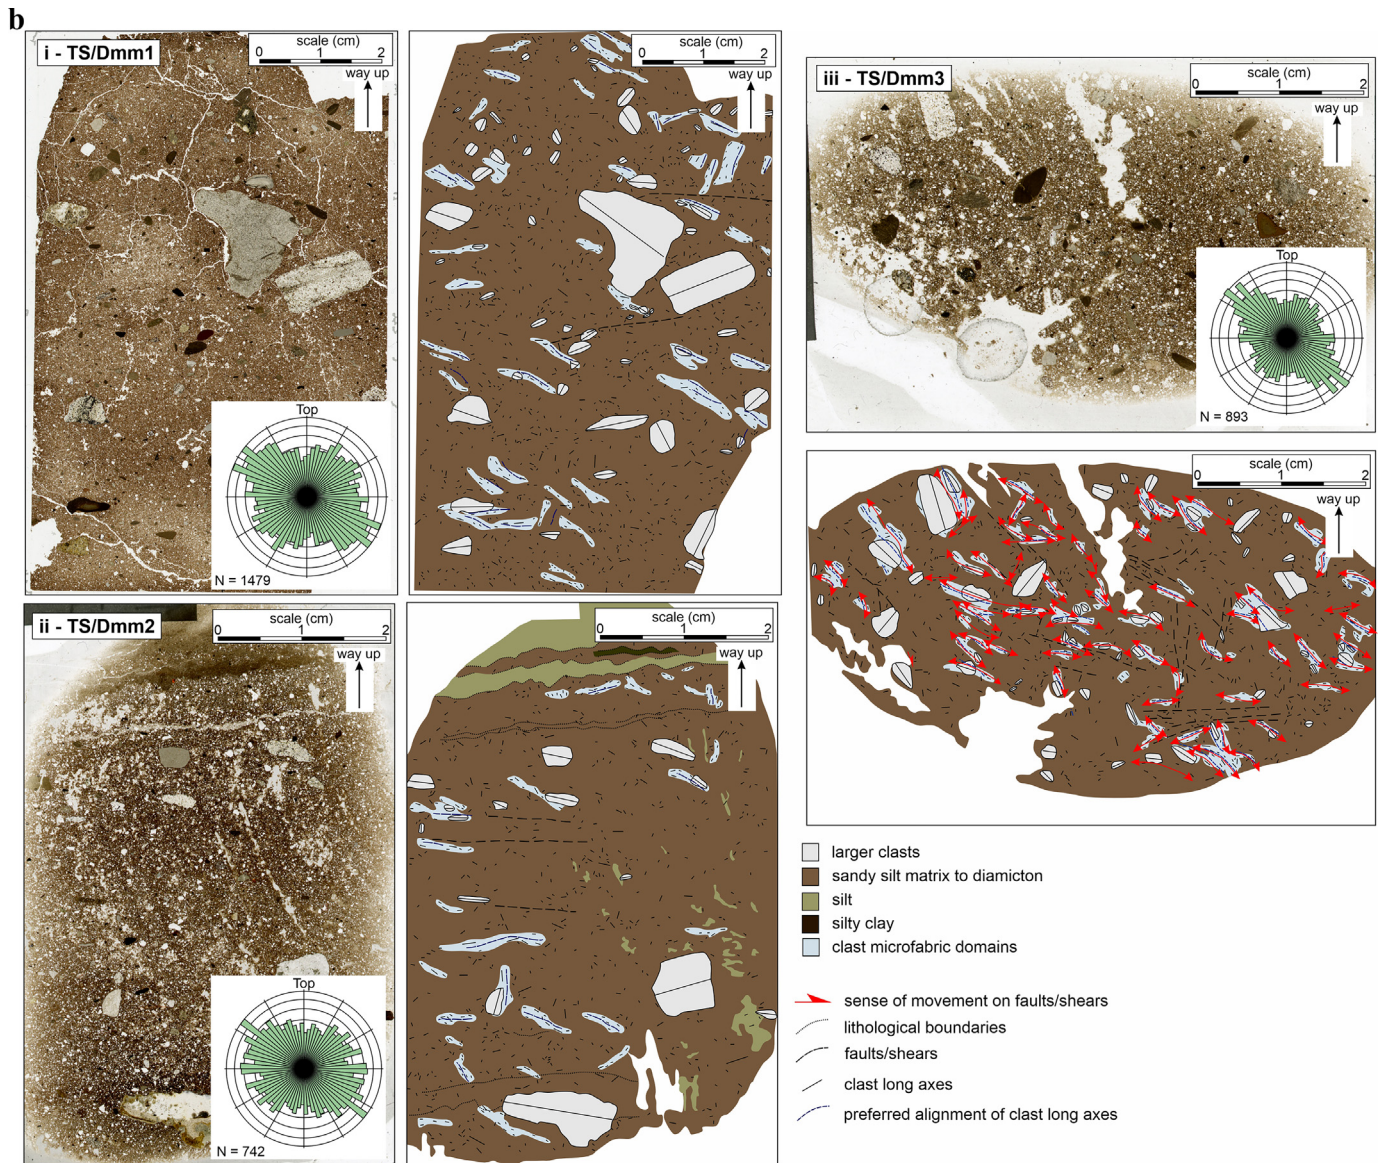 b
i - TS/Dmm1
scale (cm)
0 1 2
way up
Top
N = 1479
scale (cm)
0 1 2
way up
iii - TS/Dmm3
scale (cm)
0 1 2
way up
Top
N = 893
ii - TS/Dmm2
scale (cm)
0 1 2
way up
Top
N = 742
scale (cm)
0 1 2
way up
scale (cm)
0 1 2
way up
larger clasts
sandy silt matrix to diamicton
silt
silty clay
clast microfabric domains
sense of movement on faults/shears
lithological boundaries
faults/shears
clast long axes
preferred alignment of clast long axes